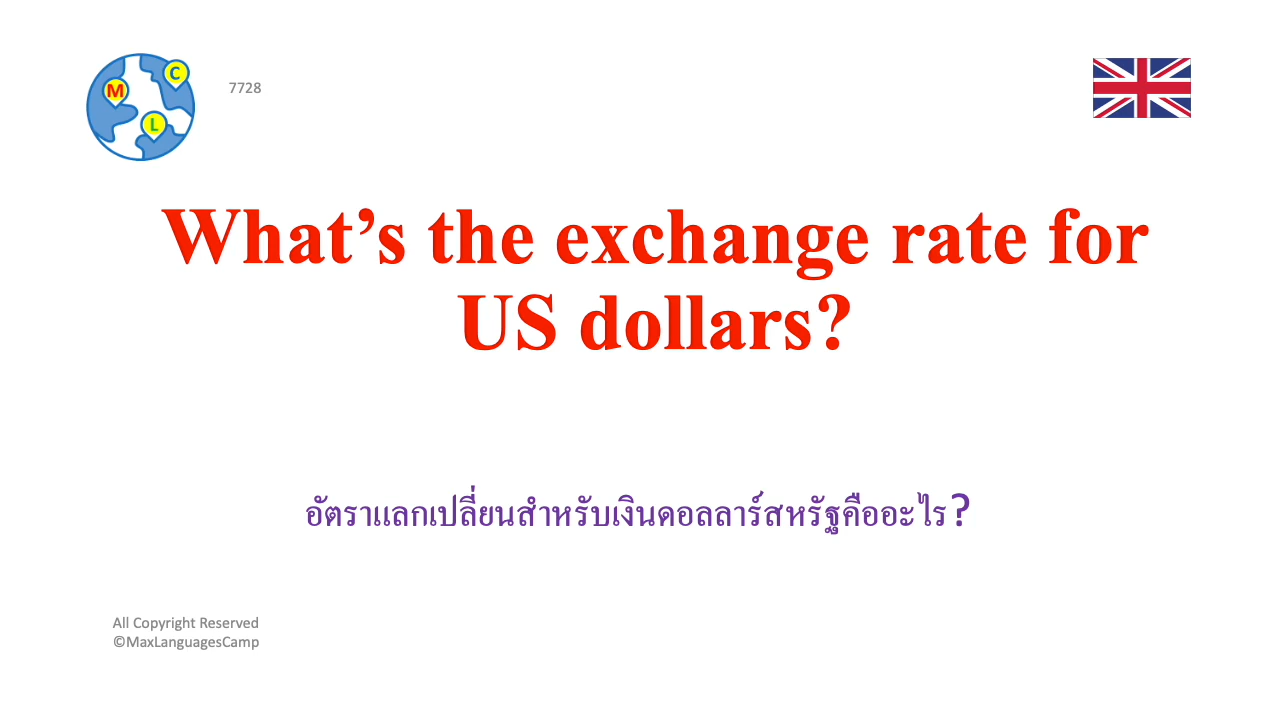 7728
C
M
L
What’s the exchange rate for
US dollars?
อัตราแลกเปลี่ยนสำหรับเงินดอลลาร์สหรัฐคืออะไร?
All Copyright Reserved
©MaxLanguagesCamp